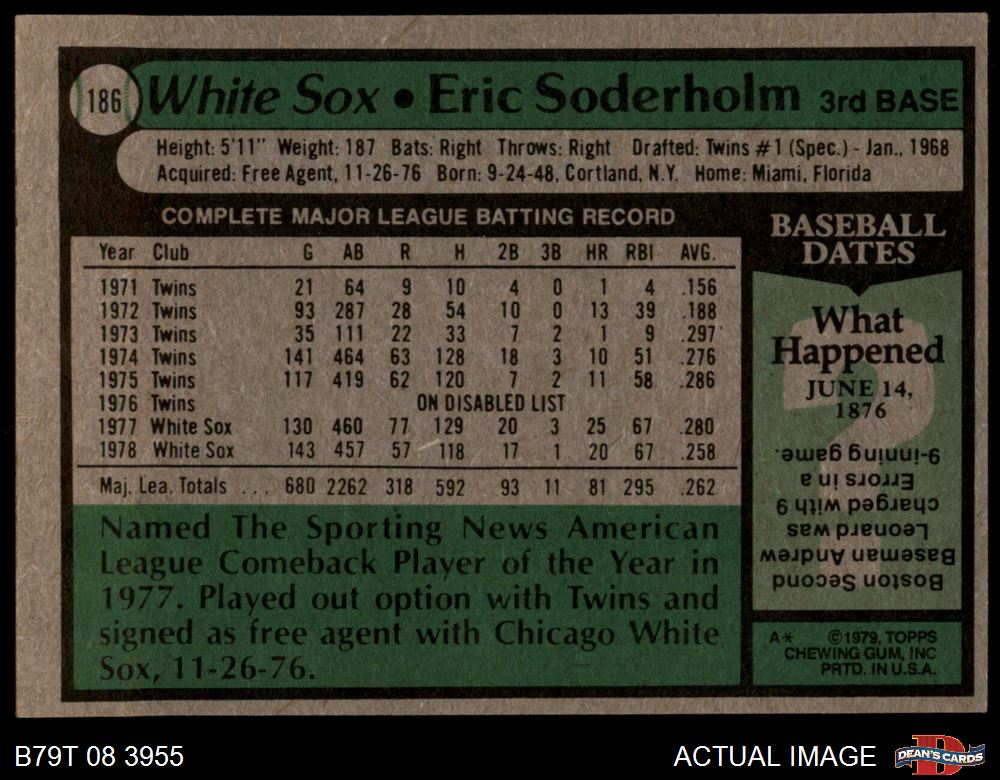 186 White Sox • Eric Soderholm 3rd BASE
Height: 5'11" Weight: 187 Bats: Right Throws: Right Drafted: Twins #1 (Spec.) - Jan., 1968
Acquired: Free Agent, 11-26-76 Born: 9-24-48, Cortland, N.Y. Home: Miami, Florida
COMPLETE MAJOR LEAGUE BATTING RECORD
Year Club G AB R H 2B 3B HR RBI AVG.
1971 Twins 21 64 9 10 4 0 1 4 .156
1972 Twins 93 287 28 54 10 0 13 39 .188
1973 Twins 35 111 22 33 7 2 1 9 .297
1974 Twins 141 464 63 128 18 3 10 51 .276
1975 Twins 117 419 62 120 7 2 11 58 .286
1976 Twins ON DISABLED LIST
1977 White Sox 130 460 77 129 20 3 25 67 .280
1978 White Sox 143 457 57 118 17 1 20 67 .258
Maj. Lea. Totals ... 680 2262 318 592 93 11 81 295 .262
Named The Sporting News American
League Comeback Player of the Year in
1977. Played out option with Twins and
signed as free agent with Chicago White
Sox, 11-26-76.
BASEBALL
DATES
What
Happened
JUNE 14,
1876
?
Boston Second
Baseman Andrew
Leonard was
charged with 9
Errors in a
9-inning game.
A* ©1979, TOPPS
CHEWING GUM, INC
PRTD. IN U.S.A.
B79T 08 3955
ACTUAL IMAGE
D
DEAN'S CARDS